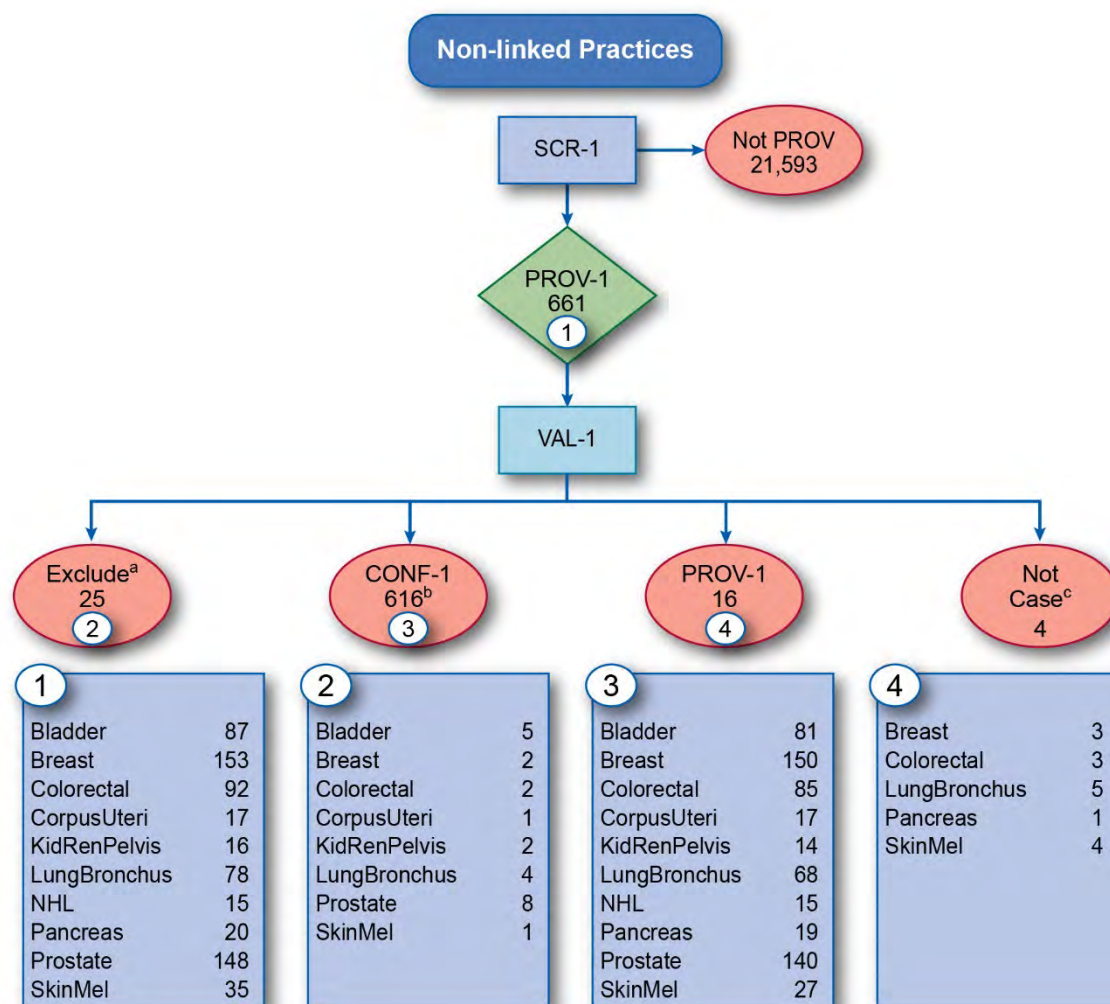 Non-linked Practices
SCR-1
Not PROV
21,593
PROV-1
661
1
VAL-1
Excludeᵃ
25
2
CONF-1
616ᵇ
3
PROV-1
16
4
Not
Caseᶜ
4
1
Bladder 87
Breast 153
Colorectal 92
CorpusUteri 17
KidRenPelvis 16
LungBronchus 78
NHL 15
Pancreas 20
Prostate 148
SkinMel 35
2
Bladder 5
Breast 2
Colorectal 2
CorpusUteri 1
KidRenPelvis 2
LungBronchus 4
Prostate 8
SkinMel 1
3
Bladder 81
Breast 150
Colorectal 85
CorpusUteri 17
KidRenPelvis 14
LungBronchus 68
NHL 15
Pancreas 19
Prostate 140
SkinMel 27
4
Breast 3
Colorectal 3
LungBronchus 5
Pancreas 1
SkinMel 4